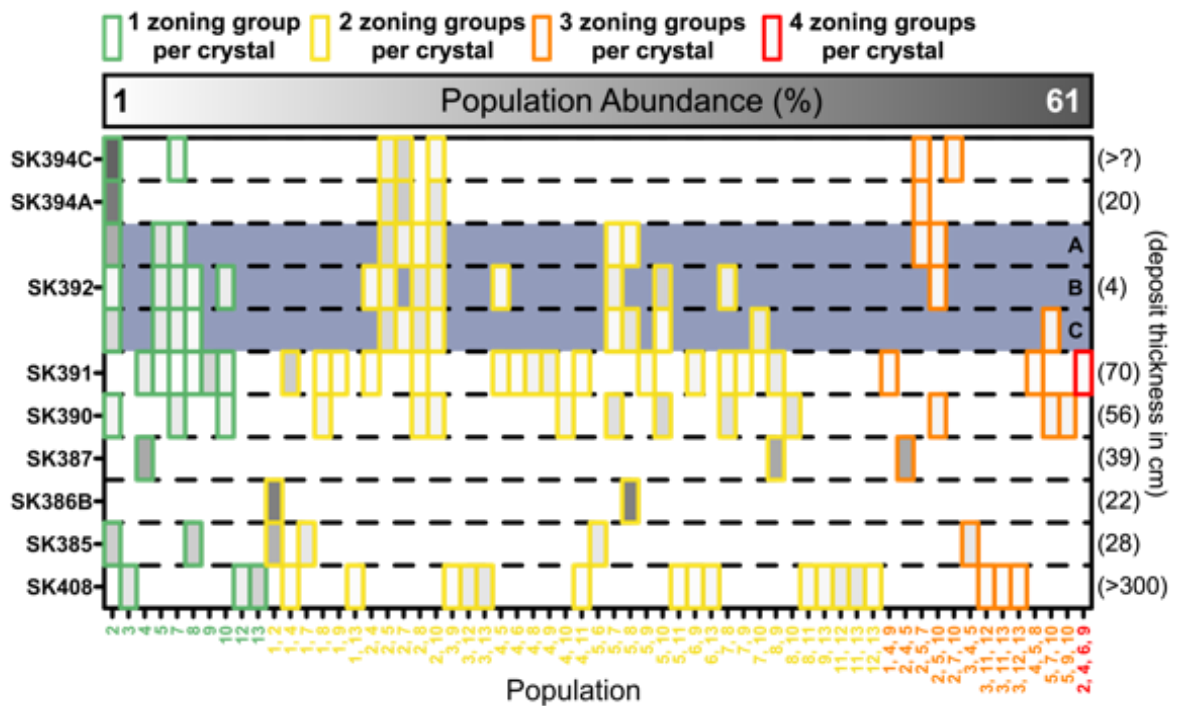 1 zoning group
per crystal
2 zoning groups
per crystal
3 zoning groups
per crystal
4 zoning groups
per crystal
1
Population Abundance (%)
61
SK394C
(>?)
SK394A
(20)
A
SK392
B
(4)
C
SK391
(70)
SK390
(56)
SK387
(39)
SK386B
(22)
SK385
(28)
SK408
(>300)
(deposit thickness in cm)
2
3
4
5
7
8
9
10
12
13
1, 2
1, 4
1, 7
1, 8
1, 9
1, 13
2, 4
2, 5
2, 7
2, 8
2, 10
3, 9
3, 12
3, 13
4, 5
4, 6
4, 8
4, 9
4, 10
4, 11
5, 6
5, 7
5, 8
5, 9
5, 10
5, 11
6, 9
6, 13
7, 8
7, 9
7, 10
8, 9
8, 10
8, 11
9, 13
11, 12
11, 13
12, 13
1, 4, 9
2, 4, 5
2, 5, 7
2, 5, 10
2, 7, 10
3, 4, 5
3, 11, 12
3, 11, 13
3, 12, 13
4, 5, 8
5, 7, 10
5, 9, 10
2, 4, 6, 9
Population